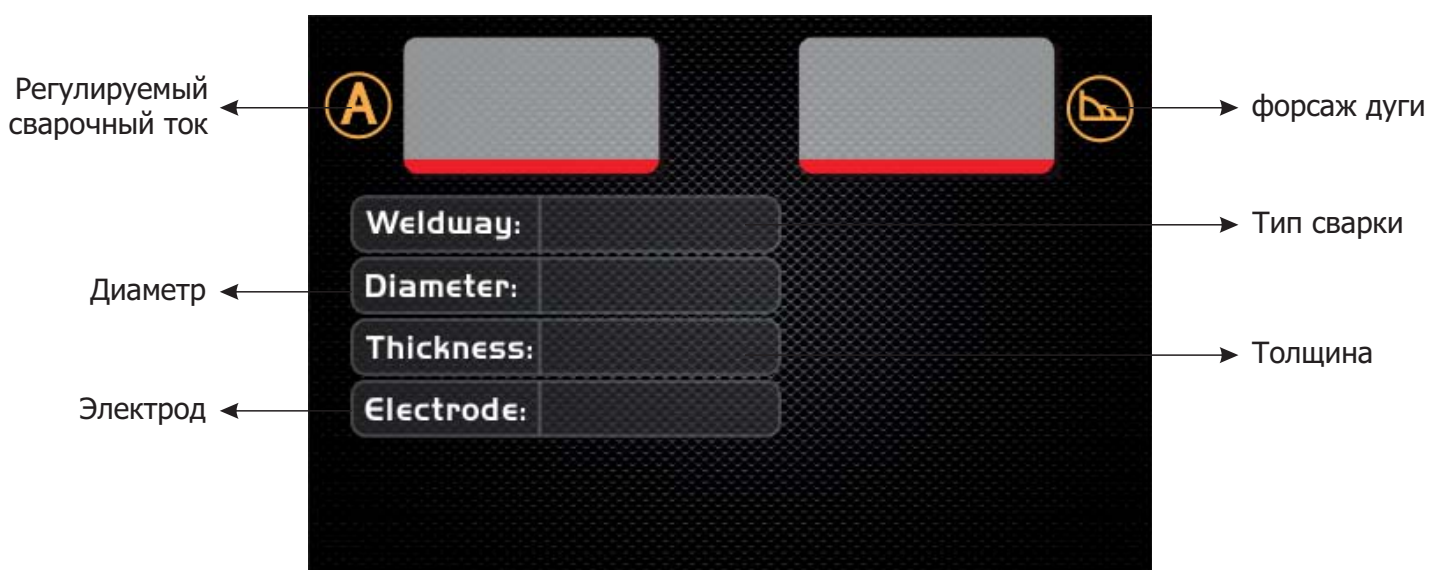 Регулируемый
сварочный ток
A
форсаж дуги
Weldway:
Тип сварки
Диаметр
Diameter:
Thickness:
Толщина
Электрод
Electrode: